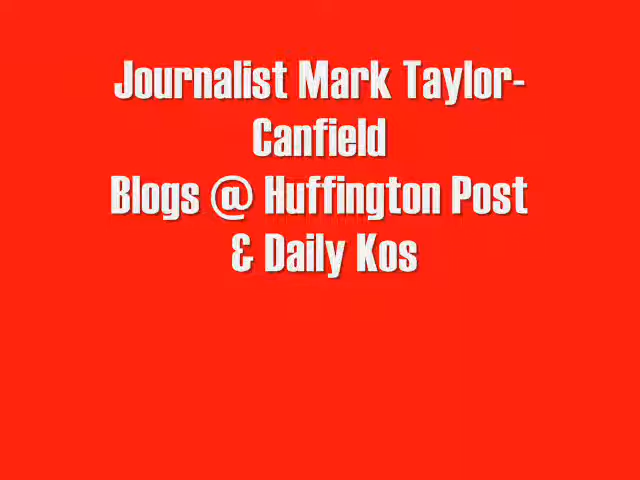 Journalist Mark Taylor-
Canfield
Blogs @ Huffington Post
& Daily Kos